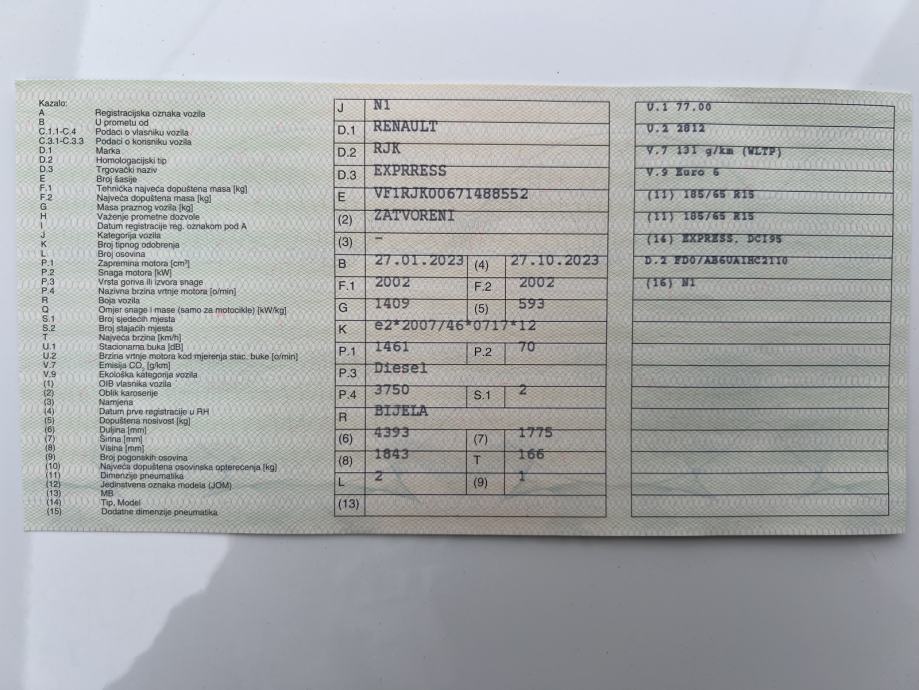 Kazalo:
A Registracijska oznaka vozila
B U prometu od
C.1.1-C.4 Podaci o vlasniku vozila
C.3.1-C.3.3 Podaci o korisniku vozila
D.1 Marka
D.2 Homologacijski tip
D.3 Trgovački naziv
E Broj šasije
F.1 Tehnička najveća dopuštena masa [kg]
F.2 Najveća dopuštena masa [kg]
G Masa praznog vozila [kg]
H Važenje prometne dozvole
I Datum registracije reg. oznakom pod A
J Kategorija vozila
K Broj tipnog odobrenja
L Broj osovina
P.1 Zapremina motora [cm³]
P.2 Snaga motora [kW]
P.3 Vrsta goriva ili izvora snage
P.4 Nazivna brzina vrtnje motora [o/min]
R Boja vozila
Q Omjer snage i mase (samo za motocikle) [kW/kg]
S.1 Broj sjedećih mjesta
S.2 Broj stajaćih mjesta
T Najveća brzina [km/h]
U.1 Stacionarna buka [dB]
U.2 Brzina vrtnje motora kod mjerenja stac. buke [o/min]
V.7 Emisija CO₂ [g/km]
V.9 Ekološka kategorija vozila
(1) OIB vlasnika vozila
(2) Oblik karoserije
(3) Namjena
(4) Datum prve registracije u RH
(5) Dopuštena nosivost [kg]
(6) Duljina [mm]
(7) Širina [mm]
(8) Visina [mm]
(9) Broj pogonskih osovina
(10) Najveća dopuštena osovinska opterećenja [kg]
(11) Dimenzije pneumatika
(12) Jedinstvena oznaka modela (JOM)
(13) MB
(14) Tip, Model
(15) Dodatne dimenzije pneumatika
J N1
D.1 RENAULT
D.2 RJK
D.3 EXPRRESS
E VF1RJK00671488552
(2) ZATVORENI
(3) –
B 27.01.2023 (4) 27.10.2023
F.1 2002 F.2 2002
G 1409 (5) 593
K e2*2007/46*0717*12
P.1 1461 P.2 70
P.3 Diesel
P.4 3750 S.1 2
R BIJELA
(6) 4393 (7) 1775
(8) 1843 T 166
L 2 (9) 1
(13)
U.1 77.00
U.2 2812
V.7 131 g/km (WLTP)
V.9 Euro 6
(11) 185/65 R15
(11) 185/65 R15
(14) EXPRESS, DCI95
(16) N1